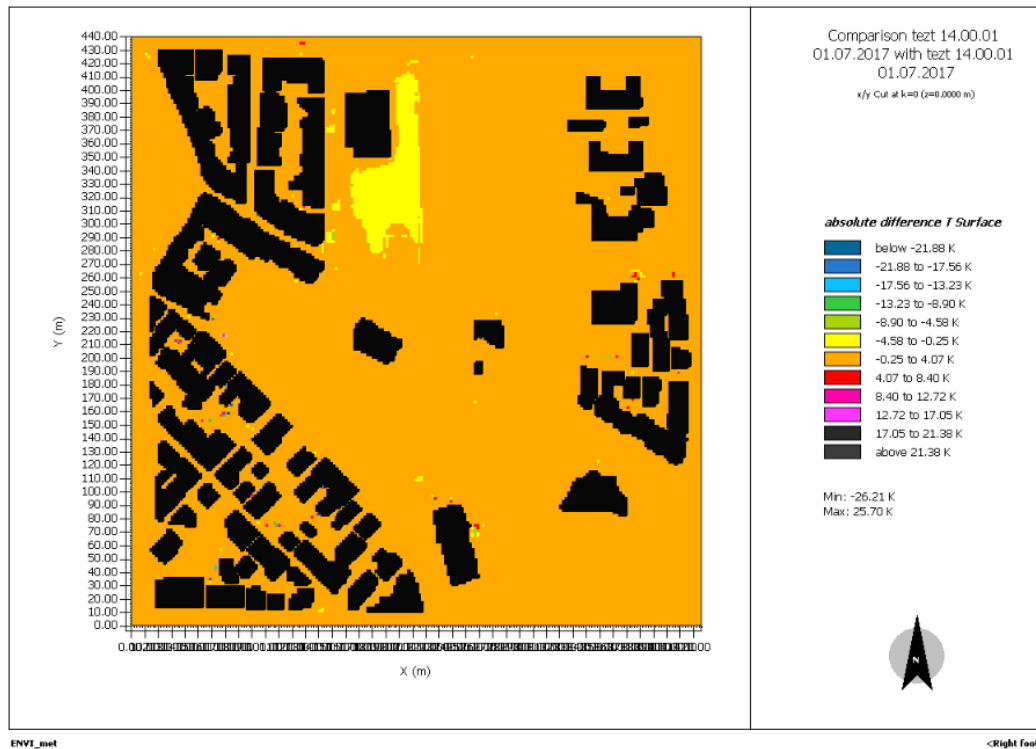 440.00
430.00
420.00
410.00
400.00
390.00
380.00
370.00
360.00
350.00
340.00
330.00
320.00
310.00
300.00
290.00
280.00
270.00
260.00
250.00
240.00
230.00
220.00
210.00
200.00
190.00
180.00
170.00
160.00
150.00
140.00
130.00
120.00
110.00
100.00
90.00
80.00
70.00
60.00
50.00
40.00
30.00
20.00
10.00
0.00
Y (m)
X (m)
Comparison tezt 14.00.01
01.07.2017 with tezt 14.00.01
01.07.2017
x/y Cut at k=0 (z=0.0000 m)
absolute difference T Surface
below -21.88 K
-21.88 to -17.56 K
-17.56 to -13.23 K
-13.23 to -8.90 K
-8.90 to -4.58 K
-4.58 to -0.25 K
-0.25 to 4.07 K
4.07 to 8.40 K
8.40 to 12.72 K
12.72 to 17.05 K
17.05 to 21.38 K
above 21.38 K
Min: -26.21 K
Max: 25.70 K
N
ENVI_met
<Right foot